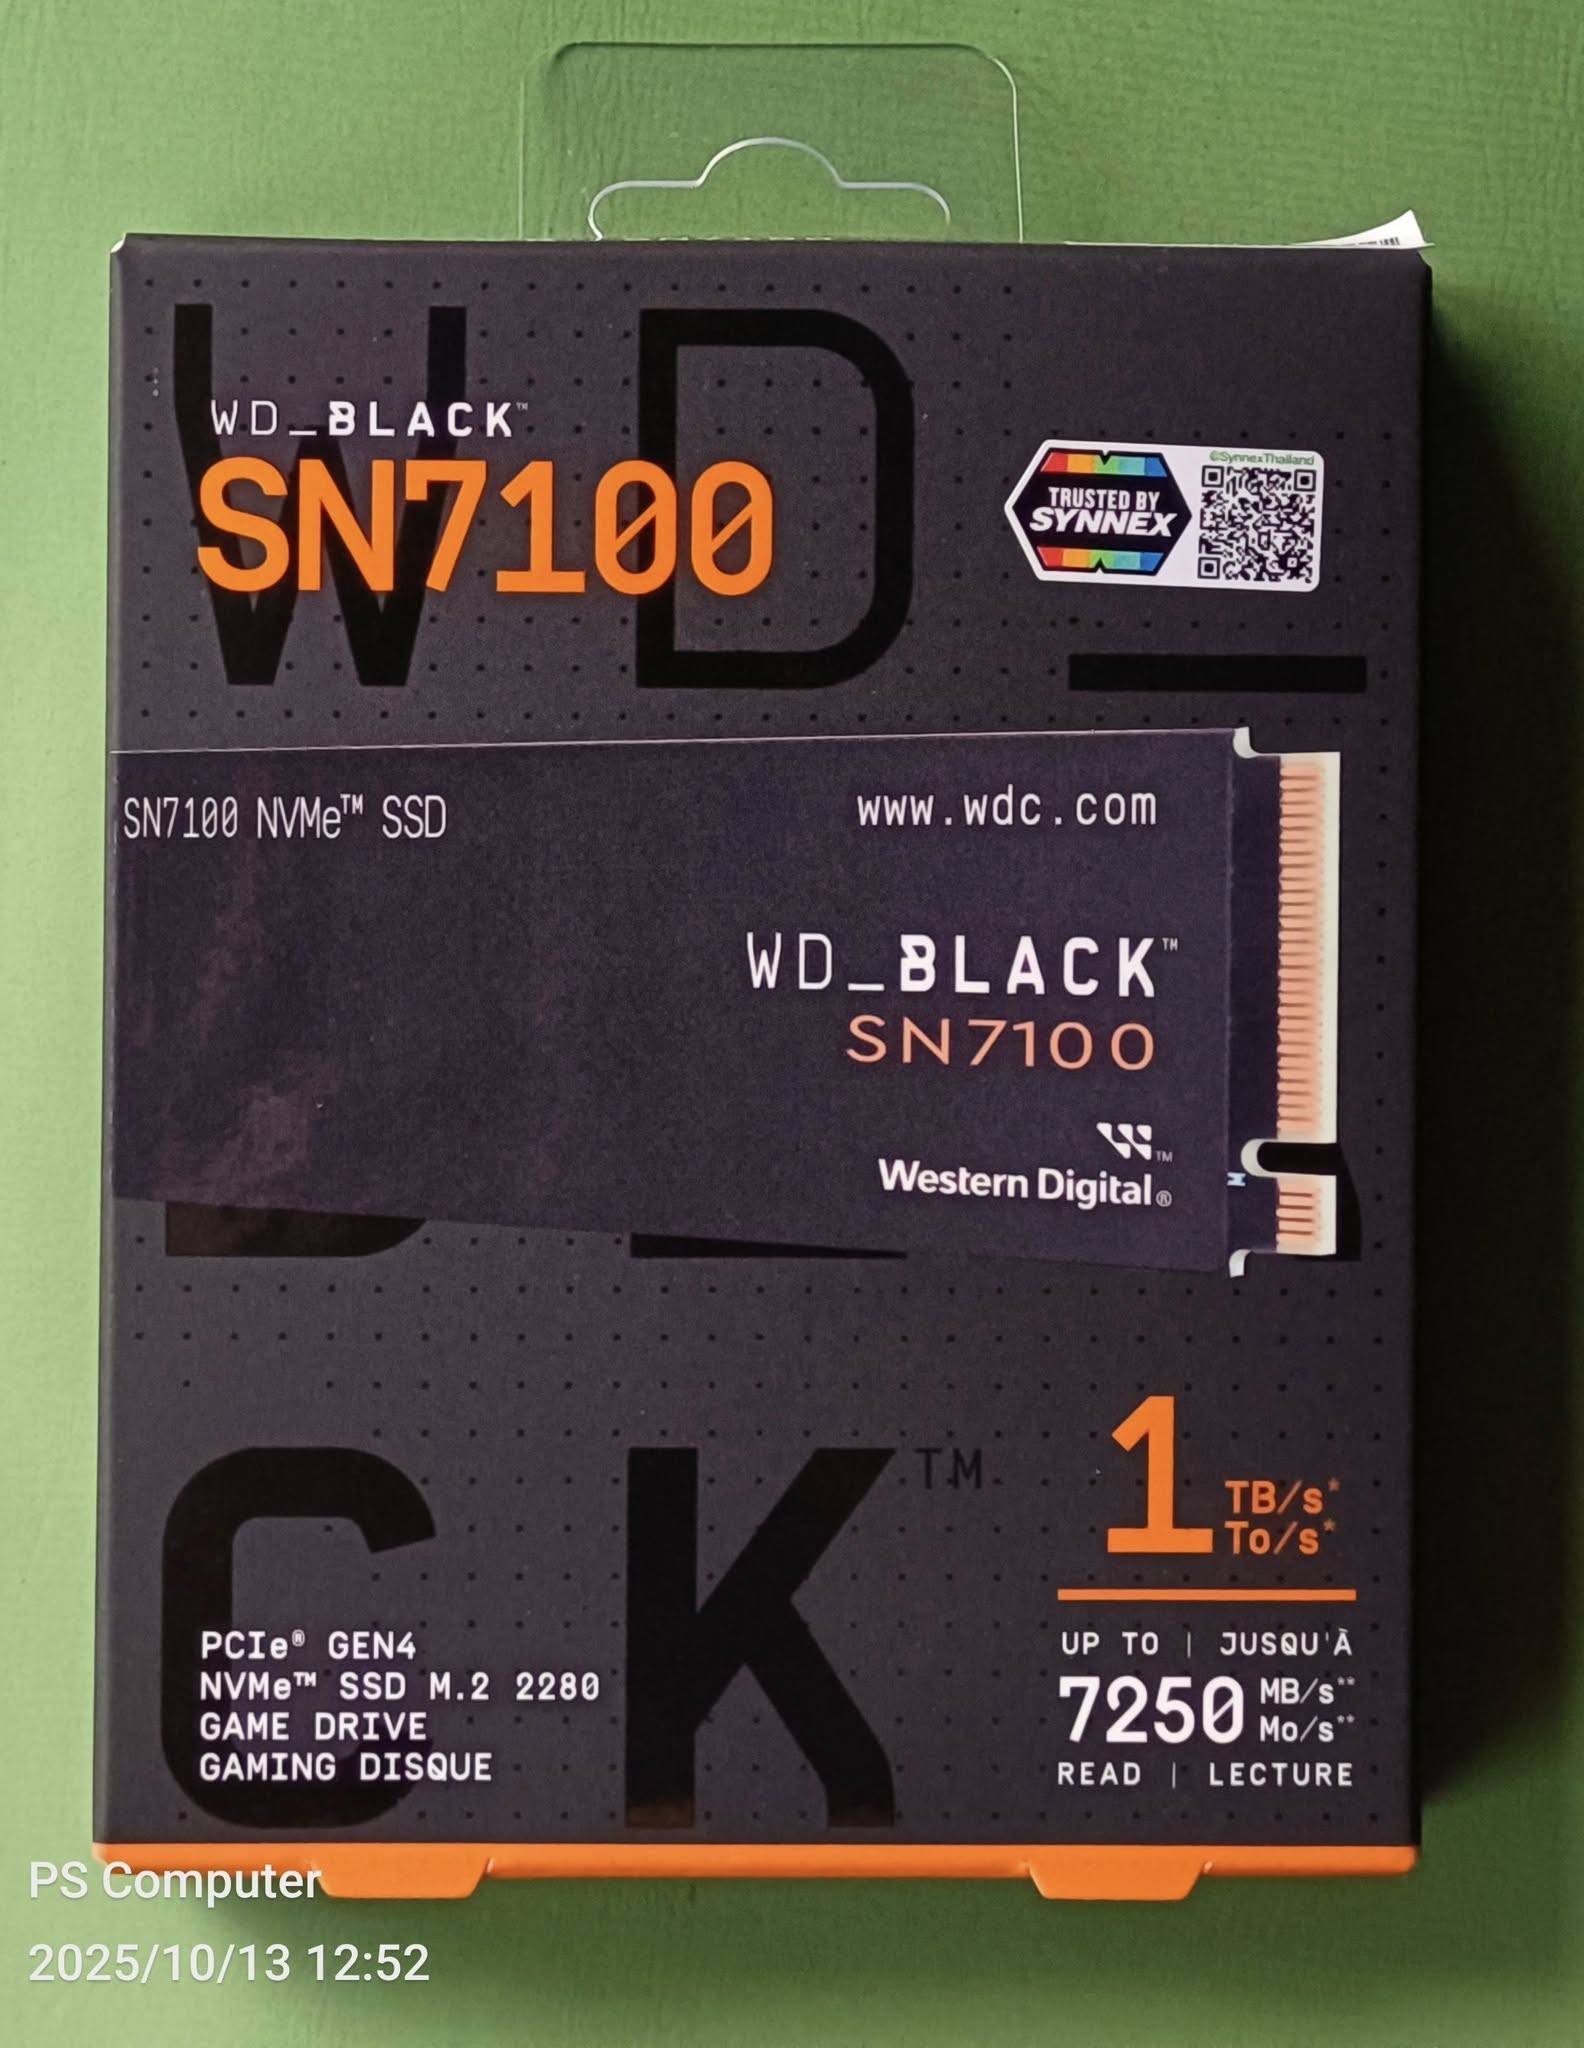 WD_BLACK™
SN7100
©SynnexThailand
TRUSTED BY
SYNNEX
WD_
SN7100 NVMe™ SSD
www.wdc.com
WD_BLACK™
SN7100
Western Digital®
CK™
1 TB/s*
To/s*
PCIe® GEN4
NVMe™ SSD M.2 2280
GAME DRIVE
GAMING DISQUE
UP TO | JUSQU'À
7250 MB/s**
Mo/s**
READ | LECTURE
PS Computer
2025/10/13 12:52